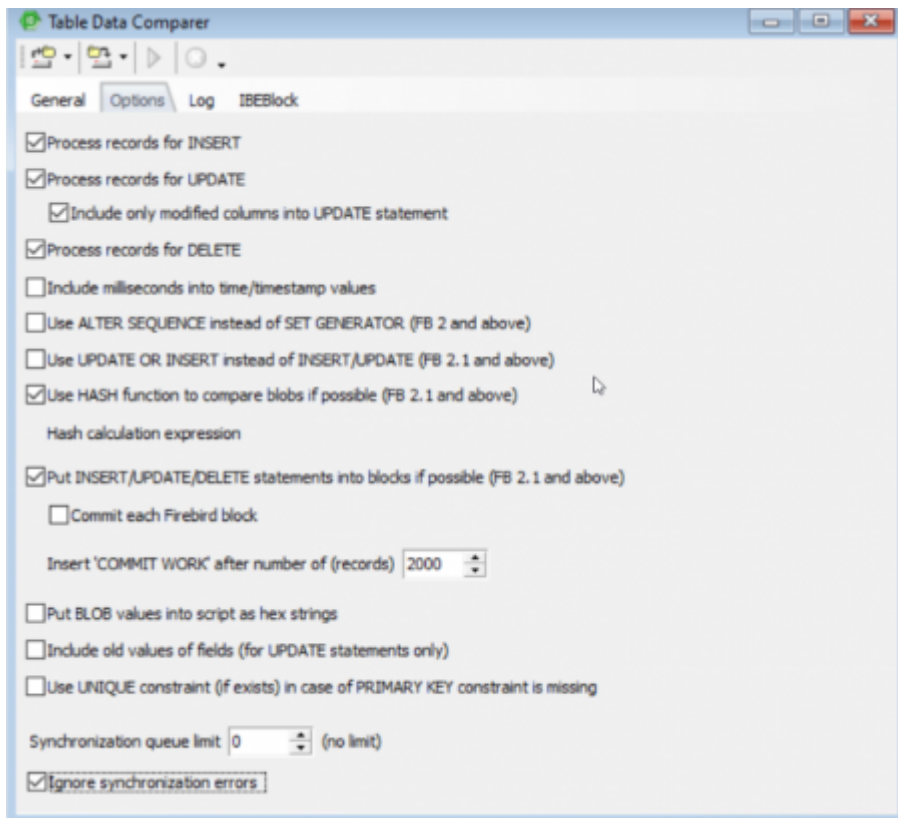 Table Data Comparer
General Options Log IBEBlock
Process records for INSERT
Process records for UPDATE
Include only modified columns into UPDATE statement
Process records for DELETE
Include milliseconds into time/timestamp values
Use ALTER SEQUENCE instead of SET GENERATOR (FB 2 and above)
Use UPDATE OR INSERT instead of INSERT/UPDATE (FB 2.1 and above)
Use HASH function to compare blobs if possible (FB 2.1 and above)
Hash calculation expression
Put INSERT/UPDATE/DELETE statements into blocks if possible (FB 2.1 and above)
Commit each Firebird block
Insert 'COMMIT WORK' after number of (records) 2000
Put BLOB values into script as hex strings
Include old values of fields (for UPDATE statements only)
Use UNIQUE constraint (if exists) in case of PRIMARY KEY constraint is missing
Synchronization queue limit 0 (no limit)
Ignore synchronization errors